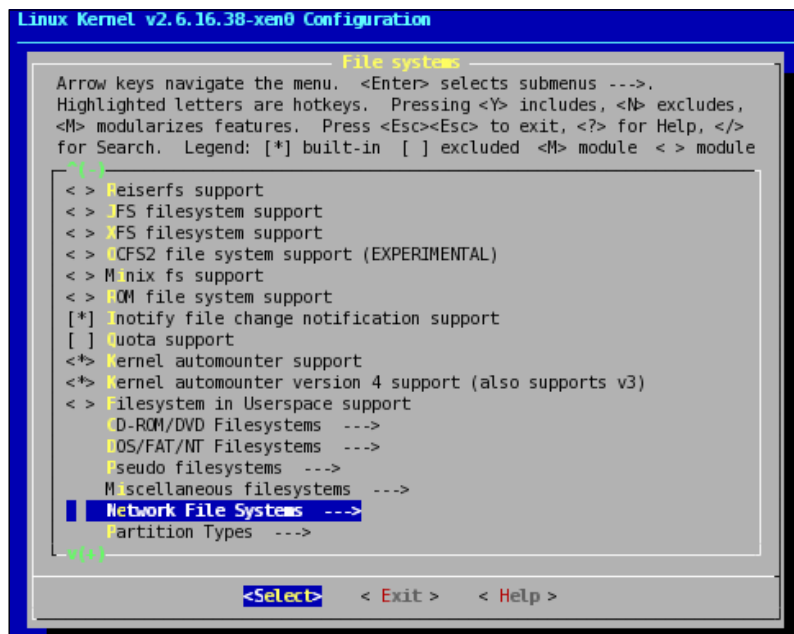 Linux Kernel v2.6.16.38-xen0 Configuration
File systems
Arrow keys navigate the menu.  <Enter> selects submenus --->.
Highlighted letters are hotkeys.  Pressing <Y> includes, <N> excludes,
<M> modularizes features.  Press <Esc><Esc> to exit, <?> for Help, </>
for Search.  Legend: [*] built-in  [ ] excluded  <M> module  < > module
^(-)
< > Reiserfs support
< > JFS filesystem support
< > XFS filesystem support
< > OCFS2 file system support (EXPERIMENTAL)
< > Minix fs support
< > ROM file system support
[*] Inotify file change notification support
[ ] Quota support
<*> Kernel automounter support
<*> Kernel automounter version 4 support (also supports v3)
< > Filesystem in Userspace support
CD-ROM/DVD Filesystems  --->
DOS/FAT/NT Filesystems  --->
Pseudo filesystems  --->
Miscellaneous filesystems  --->
Network File Systems  --->
Partition Types  --->
v(+)
<Select>    < Exit >    < Help >